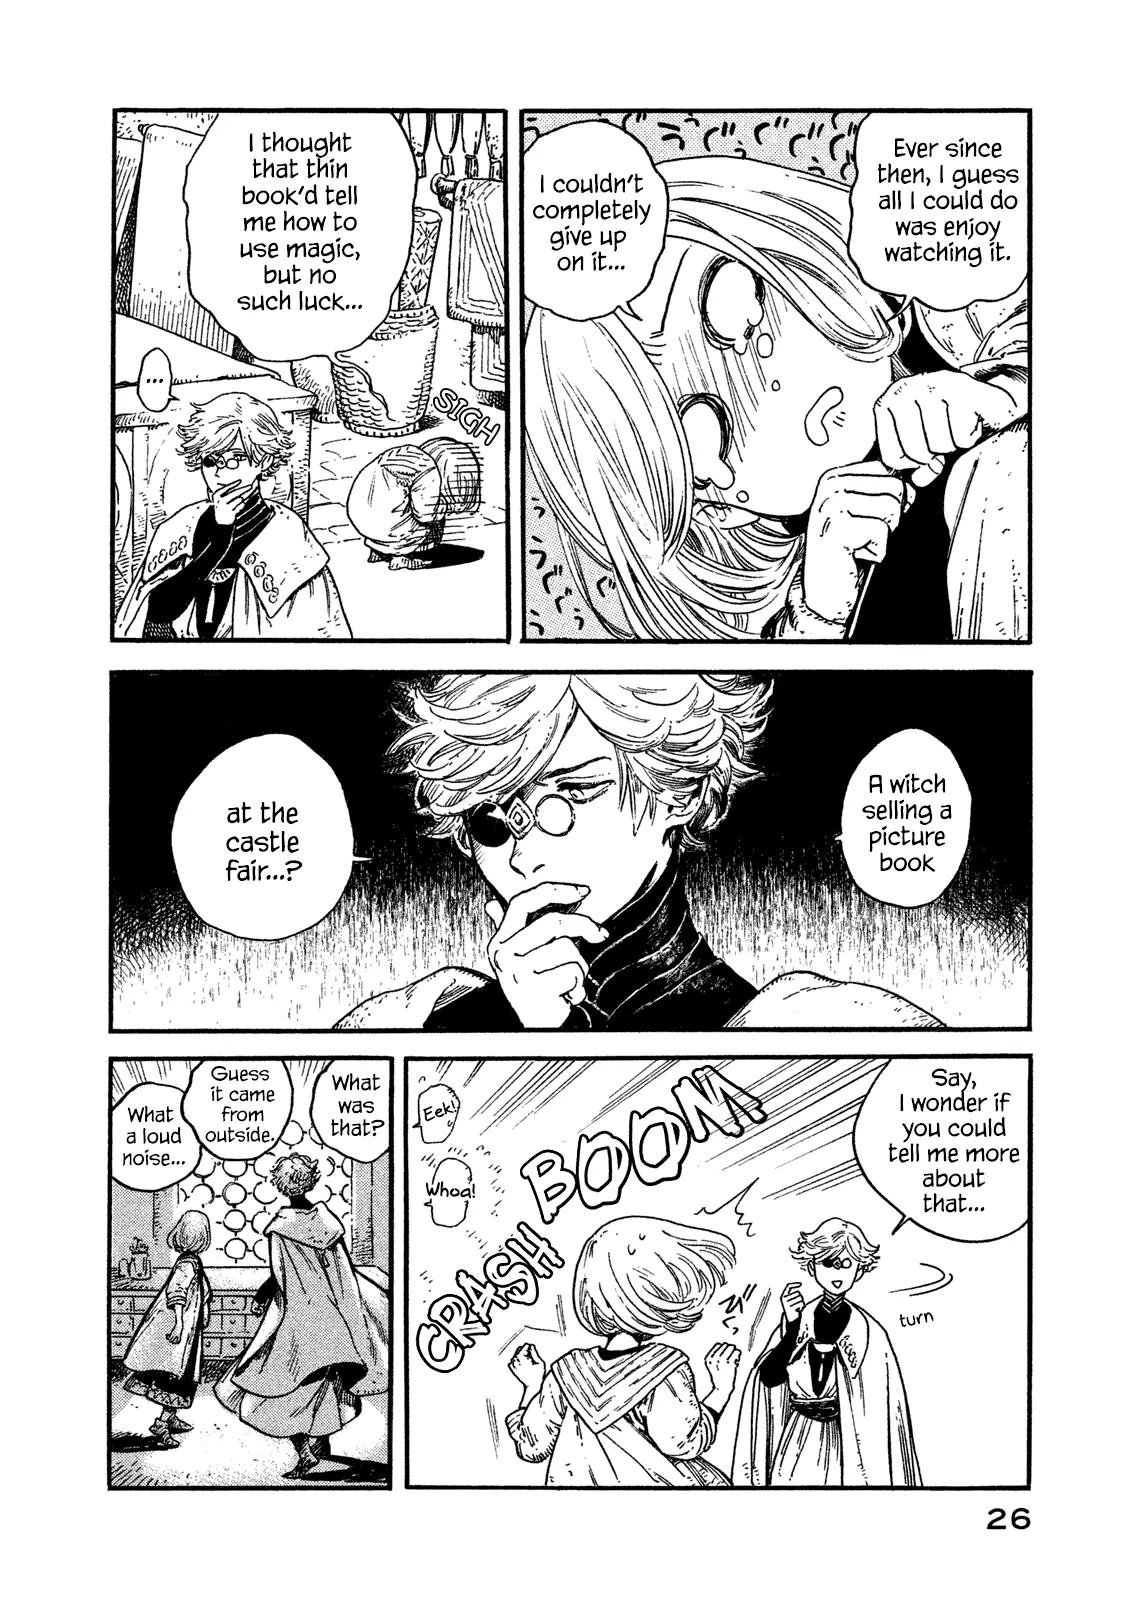 Ever since
then, I guess
all I could do
was enjoy
watching it.
I couldn't
completely
give up
on it...
I thought
that thin
book'd tell
me how to
use magic,
but no
such luck...
SIGH
...
A witch
selling a
picture
book
at the
castle
fair...?
Say,
I wonder if
you could
tell me more
about
that...
turn
び
くっ
BOOM
CRASH
Eek!
Whoa!
What
was
that?
Guess
it came
from
outside.
What
a loud
noise...
26